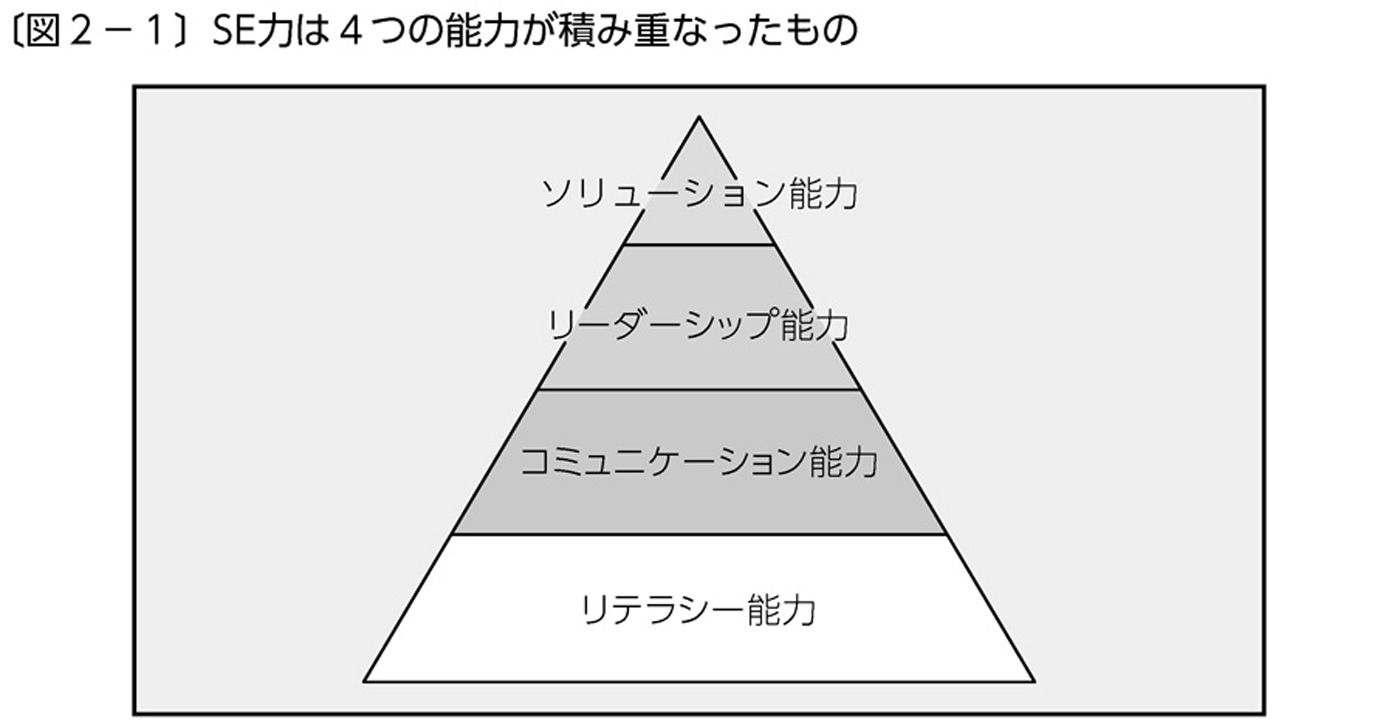 〔図２－１〕SE力は４つの能力が積み重なったもの
ソリューション能力
リーダーシップ能力
コミュニケーション能力
リテラシー能力